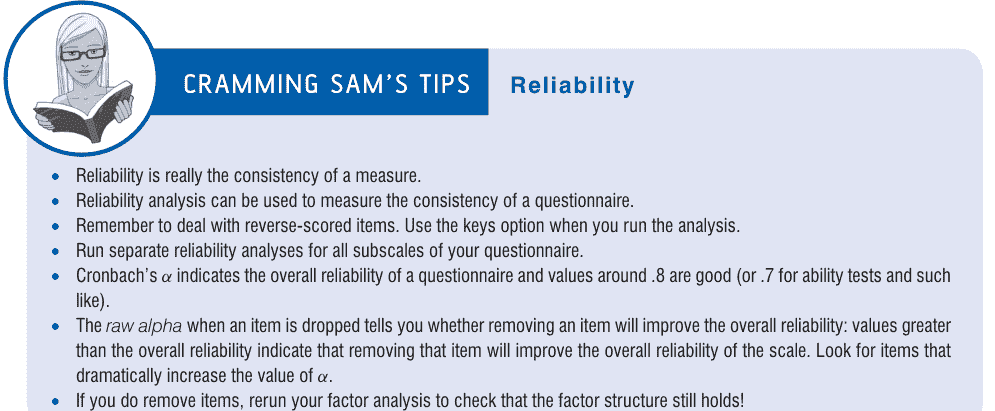 CRAMMING SAM'S TIPS Reliability
• Reliability is really the consistency of a measure.
• Reliability analysis can be used to measure the consistency of a questionnaire.
• Remember to deal with reverse-scored items. Use the keys option when you run the analysis.
• Run separate reliability analyses for all subscales of your questionnaire.
• Cronbach's α indicates the overall reliability of a questionnaire and values around .8 are good (or .7 for ability tests and such
like).
• The raw alpha when an item is dropped tells you whether removing an item will improve the overall reliability: values greater
than the overall reliability indicate that removing that item will improve the overall reliability of the scale. Look for items that
dramatically increase the value of α.
• If you do remove items, rerun your factor analysis to check that the factor structure still holds!